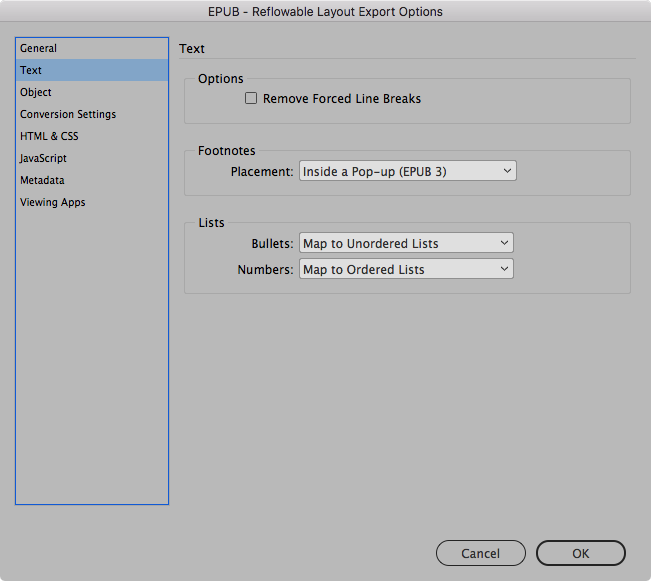 EPUB - Reflowable Layout Export Options
General
Text
Object
Conversion Settings
HTML & CSS
JavaScript
Metadata
Viewing Apps
Text
Options
Remove Forced Line Breaks
Footnotes
Placement: Inside a Pop-up (EPUB 3)
Lists
Bullets: Map to Unordered Lists
Numbers: Map to Ordered Lists
Cancel OK